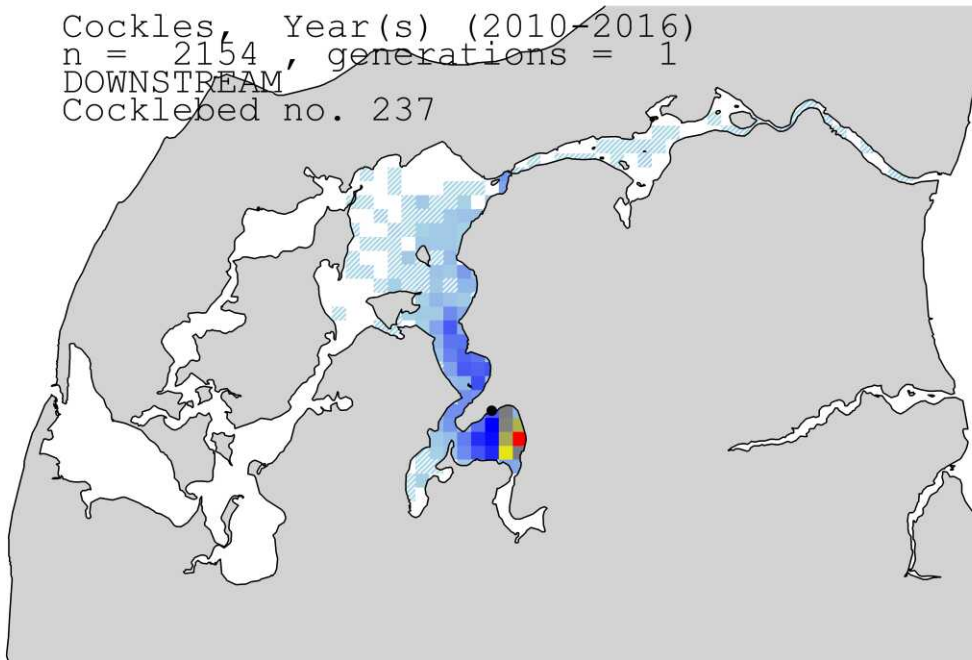 Cockles, Year(s) (2010-2016)
n = 2154 , generations = 1
DOWNSTREAM
Cocklebed no. 237